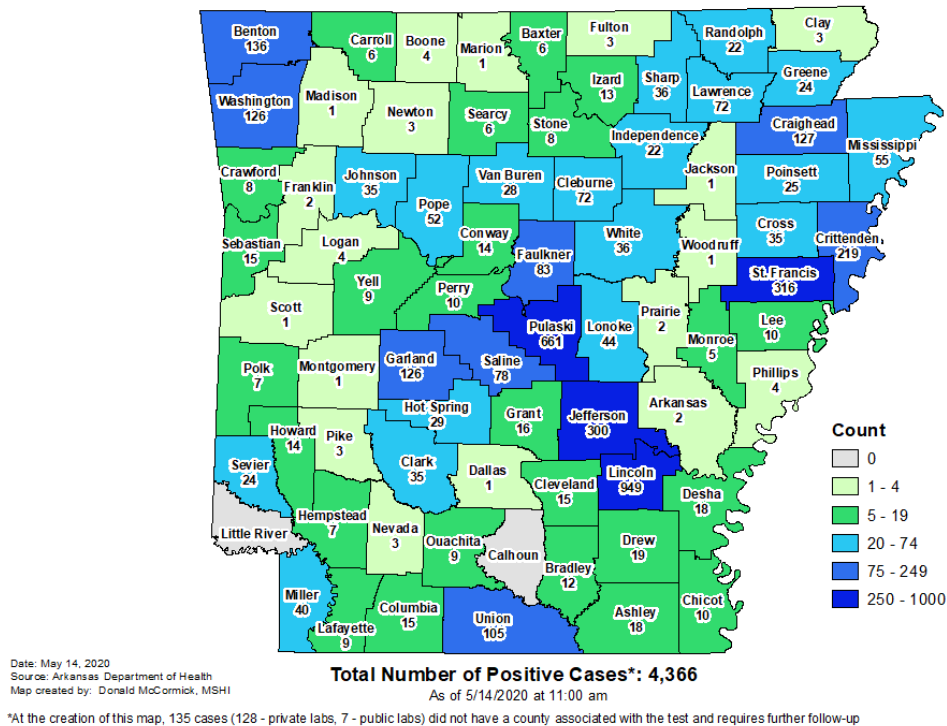 Benton
136
Carroll
6
Boone
4
Marion
1
Baxter
6
Fulton
3
Randolph
22
Clay
3
Washington
126
Madison
1
Newton
3
Searcy
6
Stone
8
Izard
13
Sharp
36
Lawrence
72
Greene
24
Independence
22
Craighead
127
Mississippi
55
Crawford
8
Franklin
2
Johnson
35
Pope
52
Van Buren
28
Cleburne
72
Jackson
1
Poinsett
25
Sebastian
15
Logan
4
Conway
14
Faulkner
83
White
36
Woodruff
1
Cross
35
Crittenden
219
St. Francis
316
Scott
1
Yell
9
Perry
10
Pulaski
661
Lonoke
44
Prairie
2
Monroe
5
Lee
10
Phillips
4
Polk
7
Montgomery
1
Garland
126
Saline
78
Hot Spring
29
Grant
16
Jefferson
300
Arkansas
2
Howard
14
Pike
3
Sevier
24
Clark
35
Dallas
1
Cleveland
15
Lincoln
949
Desha
18
Little River
Hempstead
7
Nevada
3
Ouachita
9
Calhoun
Bradley
12
Drew
19
Miller
40
Lafayette
9
Columbia
15
Union
105
Ashley
18
Chicot
10
Count
0
1 - 4
5 - 19
20 - 74
75 - 249
250 - 1000
Date: May 14, 2020
Source: Arkansas Department of Health
Map created by: Donald McCormick, MSHI
Total Number of Positive Cases*: 4,366
As of 5/14/2020 at 11:00 am
*At the creation of this map, 135 cases (128 - private labs, 7 - public labs) did not have a county associated with the test and requires further follow-up